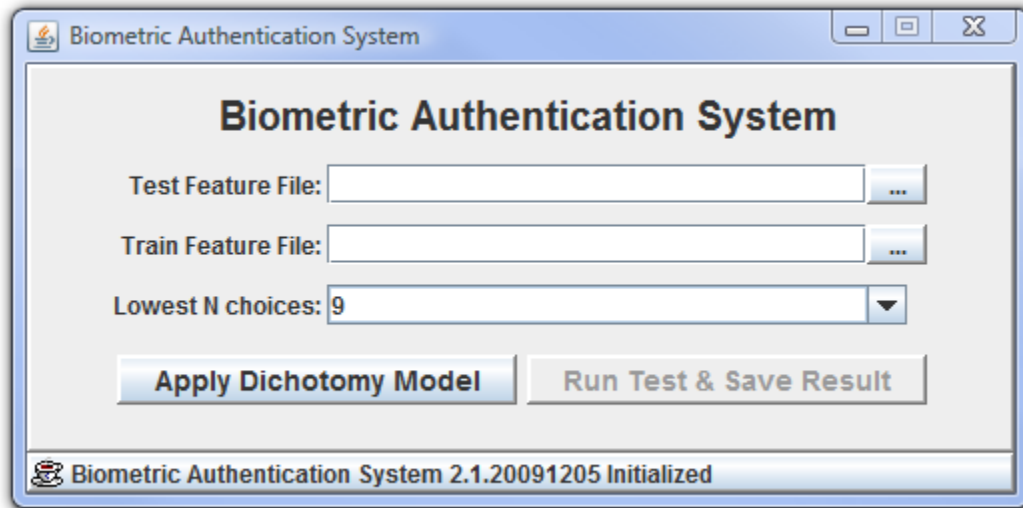 Biometric Authentication System
Biometric Authentication System
Test Feature File: ...
Train Feature File: ...
Lowest N choices: 9
Apply Dichotomy Model Run Test & Save Result
Biometric Authentication System 2.1.20091205 Initialized